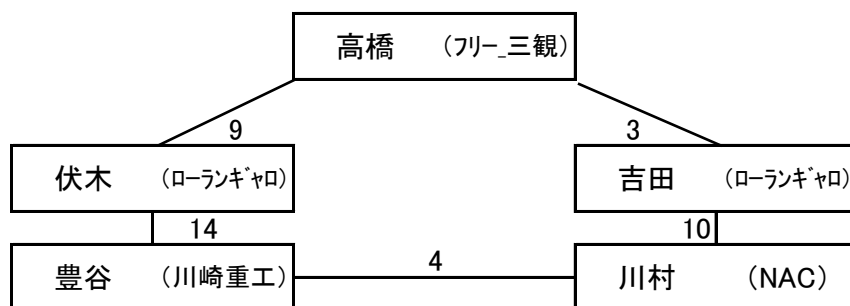 高橋 (フリー_三観)
9
3
伏木 (ローランギャロ)
吉田 (ローランギャロ)
14
10
豊谷 (川崎重工)
4
川村 (NAC)